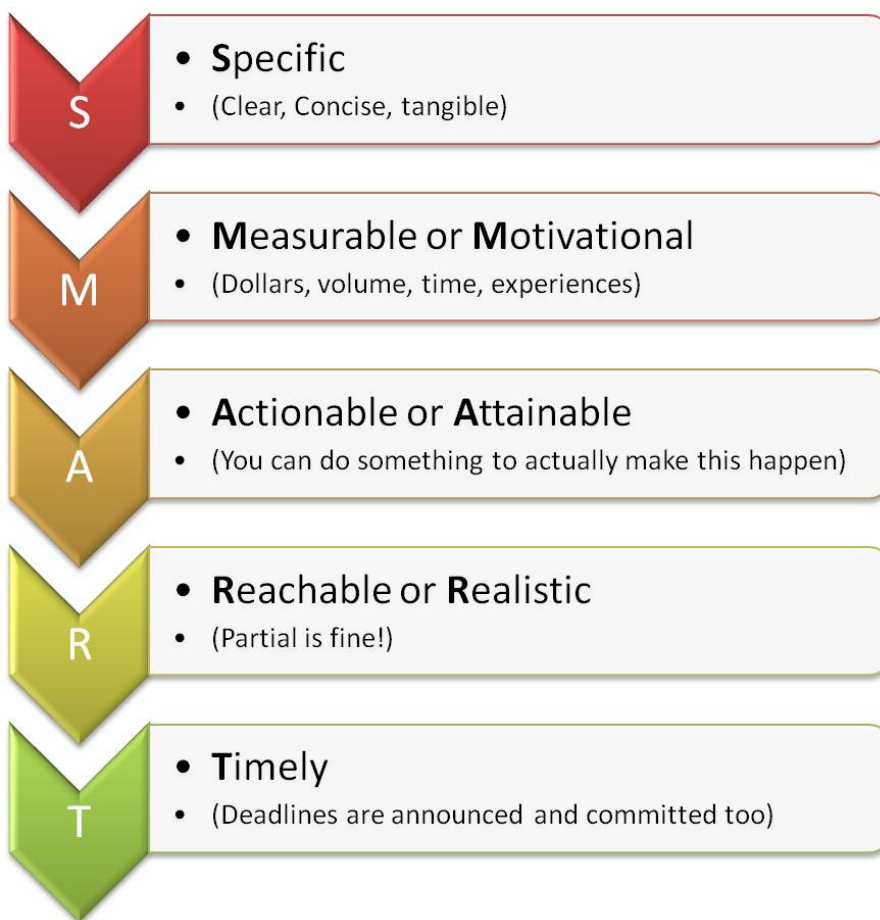 S
• Specific
• (Clear, Concise, tangible)
M
• Measurable or Motivational
• (Dollars, volume, time, experiences)
A
• Actionable or Attainable
• (You can do something to actually make this happen)
R
• Reachable or Realistic
• (Partial is fine!)
T
• Timely
• (Deadlines are announced and committed too)